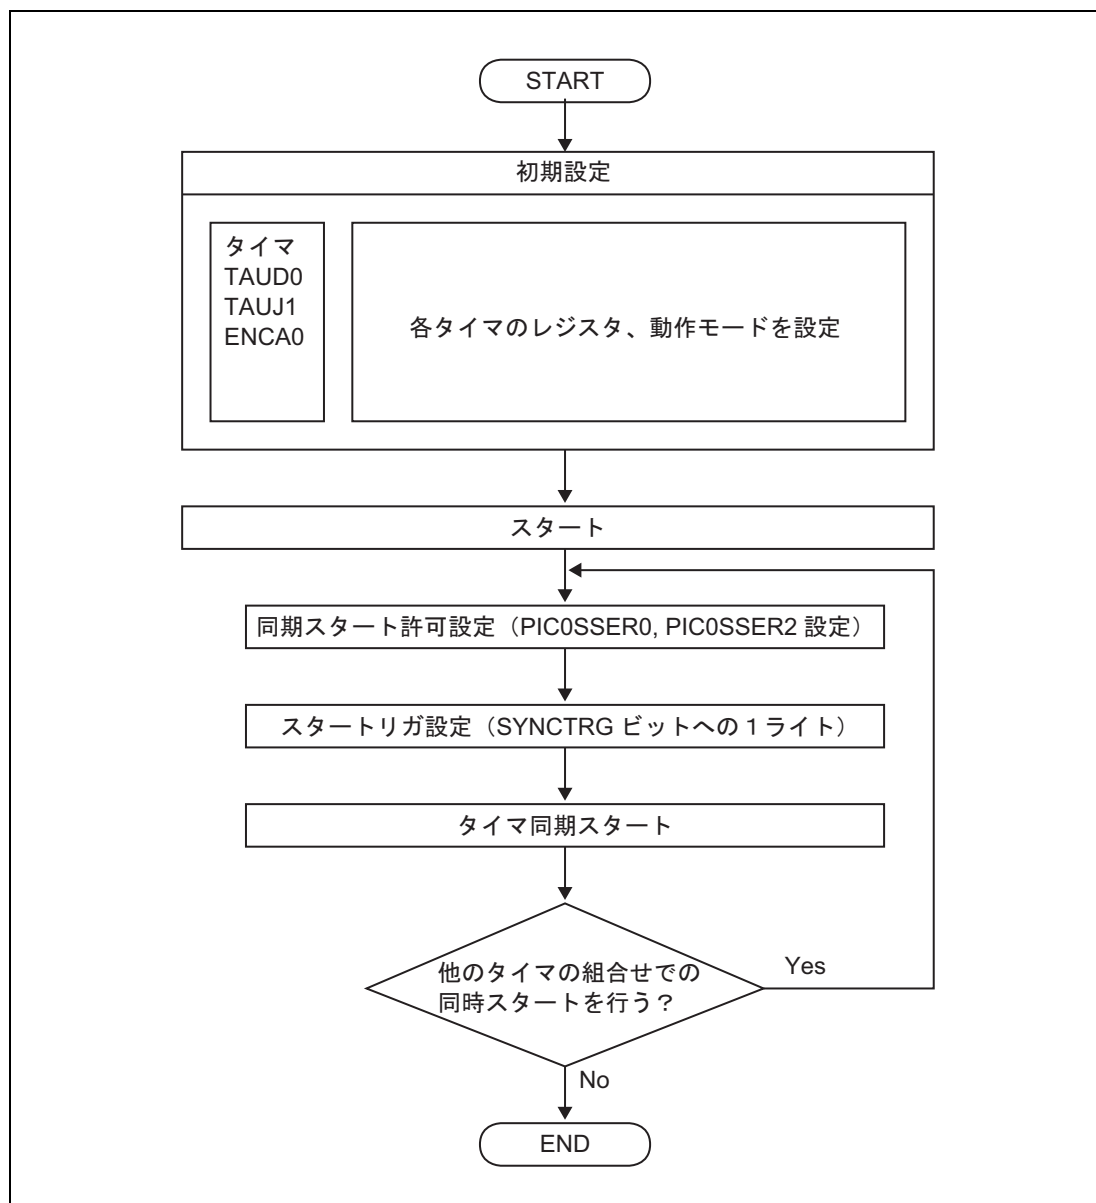 START
初期設定
タイマ
TAUD0
TAUJ1
ENCA0
各タイマのレジスタ、動作モードを設定
スタート
同期スタート許可設定（PIC0SSER0, PIC0SSER2 設定）
スタートリガ設定（SYNCTRG ビットへの 1 ライト）
タイマ同期スタート
他のタイマの組合せでの
同時スタートを行う？
Yes
No
END